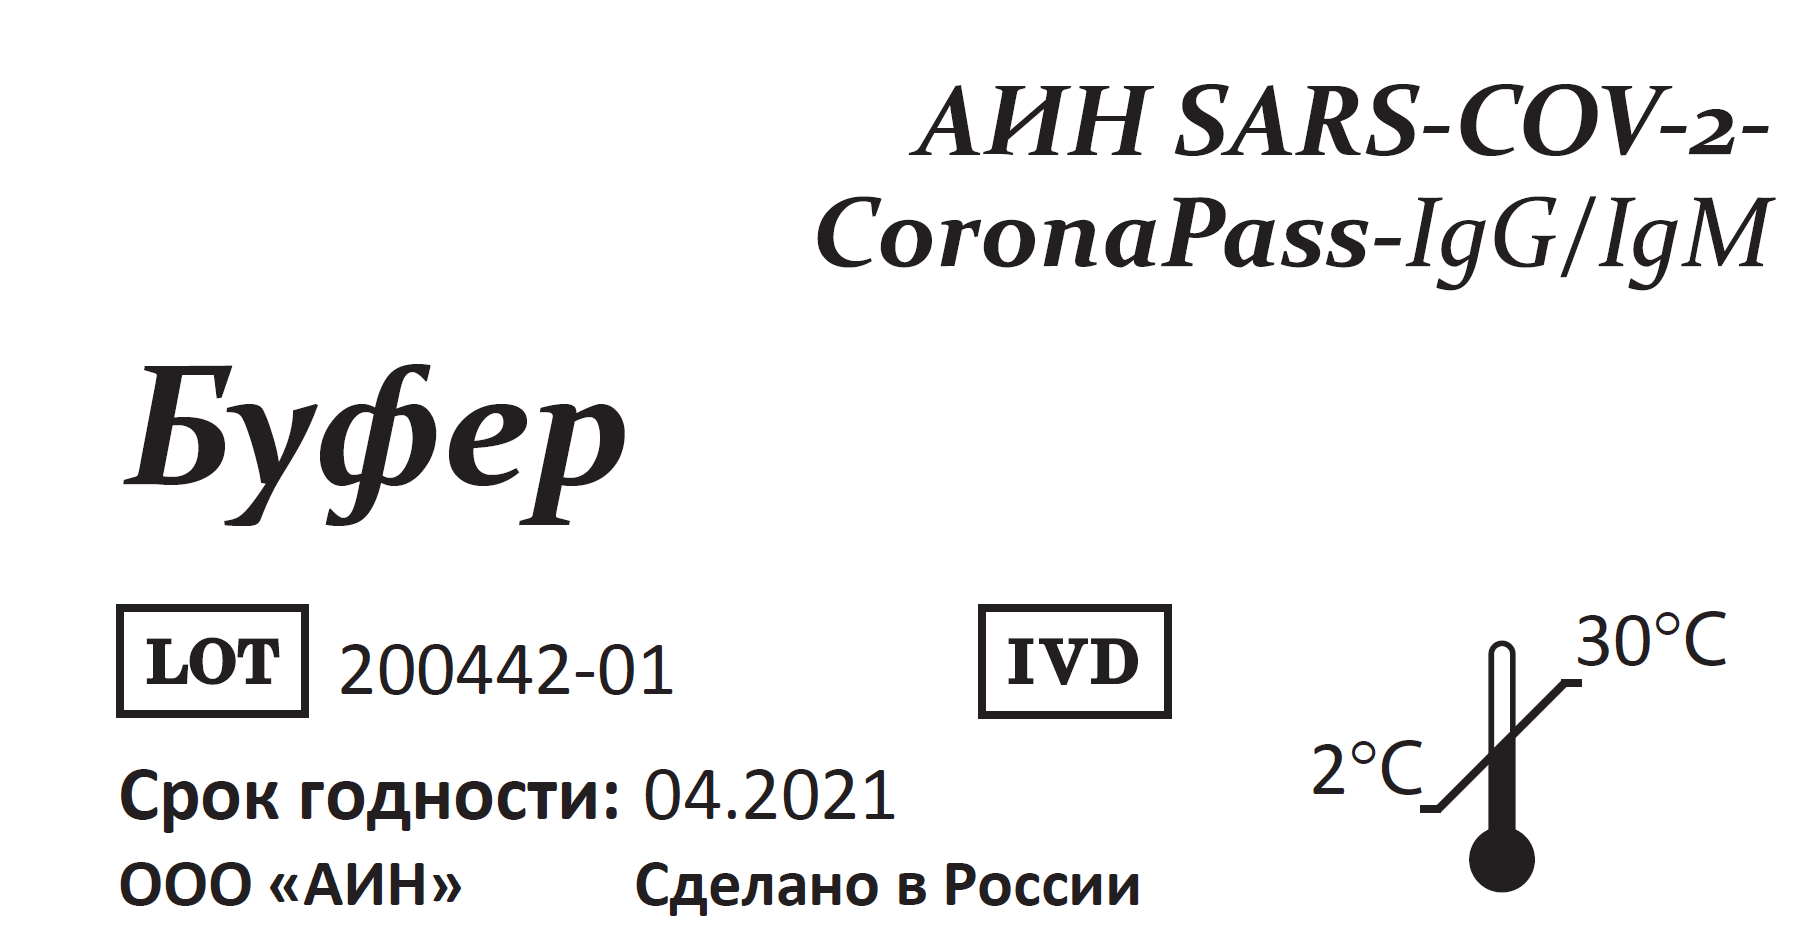 АИН SARS-COV-2-
CoronaPass-IgG/IgM
Буфер
LOT 200442-01
IVD
30°C
2°C
Срок годности: 04.2021
ООО «АИН» Сделано в России